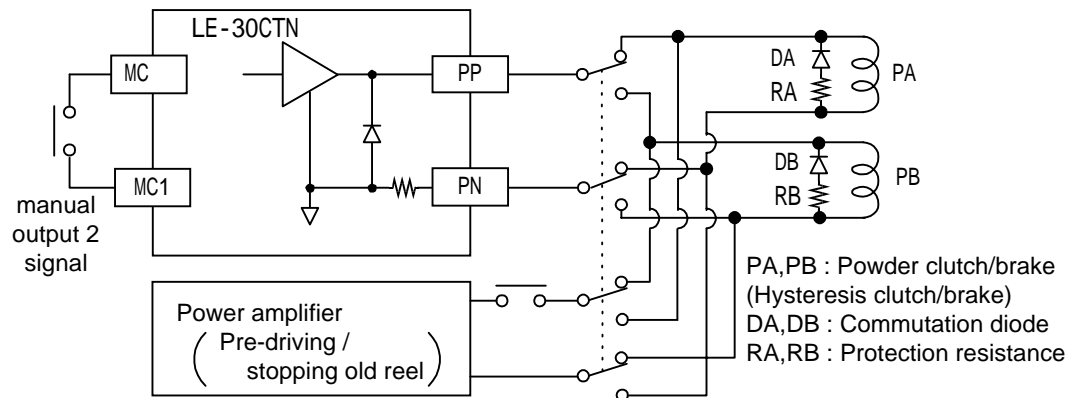 LE-30CTN
MC
PP
MC1
PN
manual
output 2
signal
DA
RA
PA
DB
RB
PB
Power amplifier
( Pre-driving /
stopping old reel )
PA,PB : Powder clutch/brake
(Hysteresis clutch/brake)
DA,DB : Commutation diode
RA,RB : Protection resistance